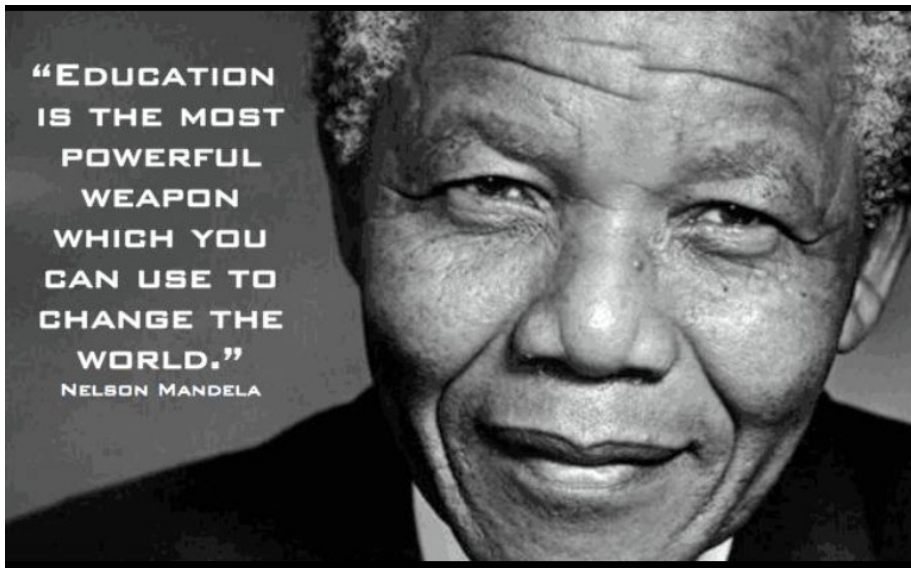 “EDUCATION
IS THE MOST
POWERFUL
WEAPON
WHICH YOU
CAN USE TO
CHANGE THE
WORLD.”
NELSON MANDELA